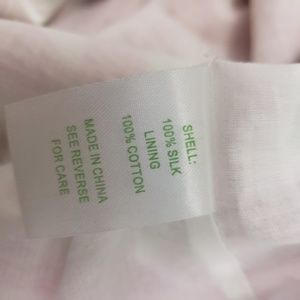 SHELL:
100% SILK
LINING
100% COTTON
MADE IN CHINA
SEE REVERSE
FOR CARE